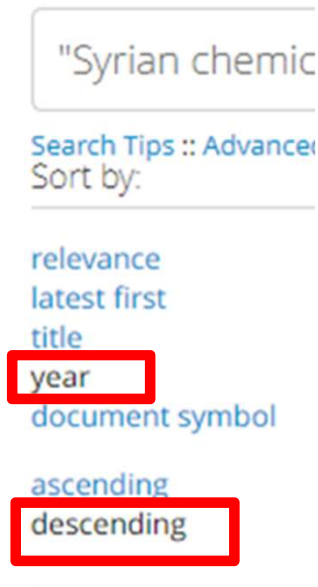 "Syrian chemic
Search Tips :: Advanced
Sort by:
relevance
latest first
title
year
document symbol
ascending
descending